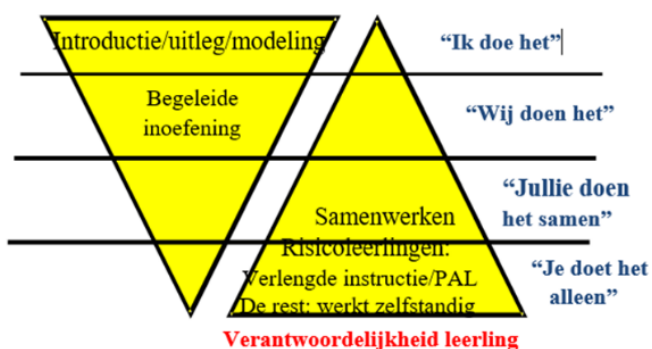 Introductie/uitleg/modeling
“Ik doe het”
Begeleide
inoefening
“Wij doen het”
“Jullie doen
het samen”
Samenwerken
Risicoleerlingen:
Verlengde instructie/PAL
De rest: werkt zelfstandig
“Je doet het
alleen”
Verantwoordelijkheid leerling